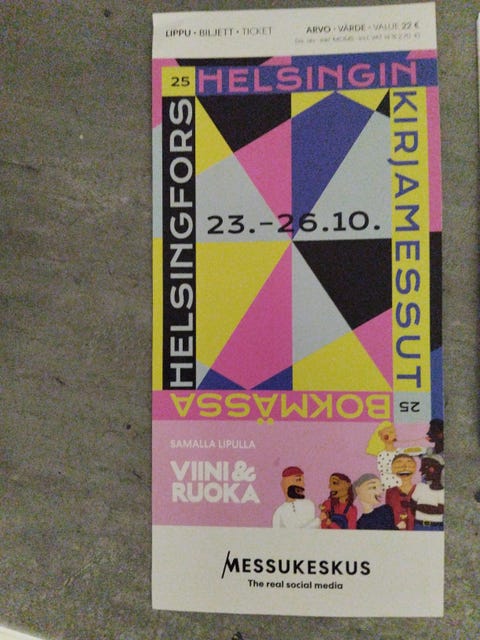 LIPPU • BILJETT • TICKET
ARVO • VÄRDE • VALUE 22 €
25
HELSINGIN
KIRJAMESSUT
HELSINGFORS
23.–26.10.
25
BOKMÄSSA
SAMALLA LIPULLA
VIINI &
RUOKA
MESSUKESKUS
The real social media